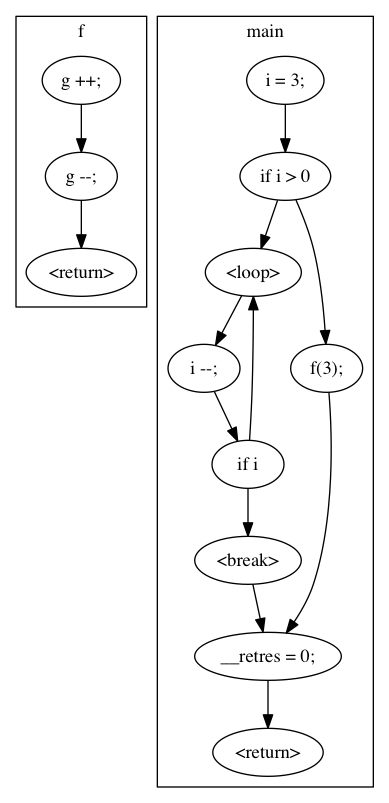 f
g ++;
g --;
<return>
main
i = 3;
if i > 0
<loop>
i --;
f(3);
if i
<break>
__retres = 0;
<return>